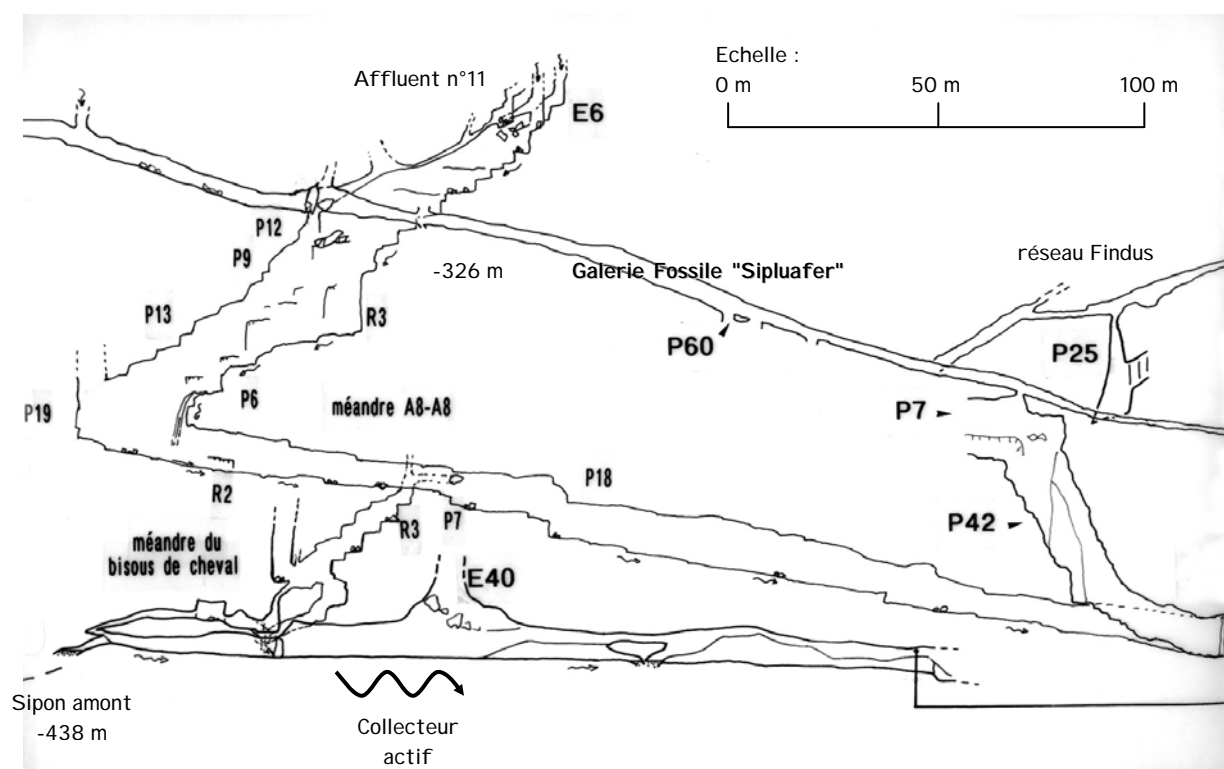 Echelle :
0 m 50 m 100 m
Affluent n°11
E6
P12
P9
-326 m
Galerie Fossile "Sipluafer"
réseau Findus
P13
R3
P60
P25
P19
P6
méandre A8-A8
P7
R2
P18
P42
méandre du
bisous de cheval
R3
P7
E40
Sipon amont
-438 m
Collecteur
actif